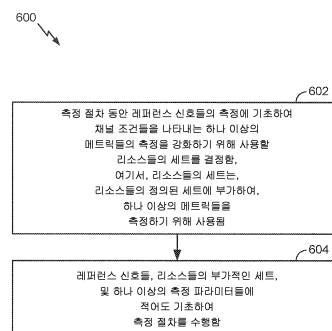 600
602
측정 절차 동안 레퍼런스 신호들의 측정에 기초하여
채널 조건들을 나타내는 하나 이상의
메트릭들의 측정을 강화하기 위해 사용할
리소스들의 세트를 결정함,
여기서, 리소스들의 세트는,
리소스들의 정의된 세트에 부가하여,
하나 이상의 메트릭들을
측정하기 위해 사용됨
604
레퍼런스 신호들, 리소스들의 부가적인 세트,
및 하나 이상의 측정 파라미터들에
적어도 기초하여
측정 절차를 수행함